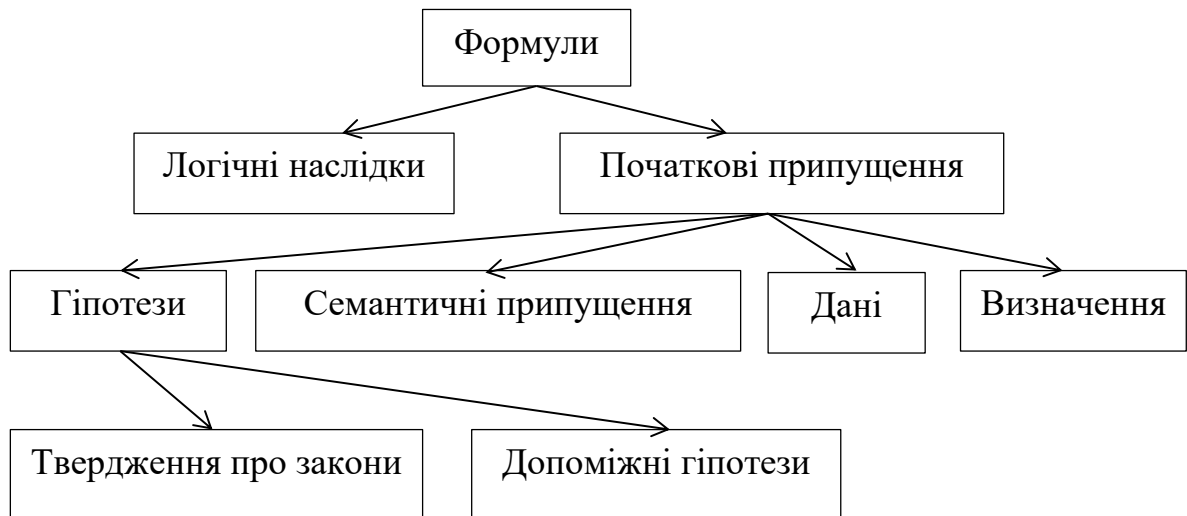 Формули
Логічні наслідки
Початкові припущення
Гіпотези
Семантичні припущення
Дані
Визначення
Твердження про закони
Допоміжні гіпотези